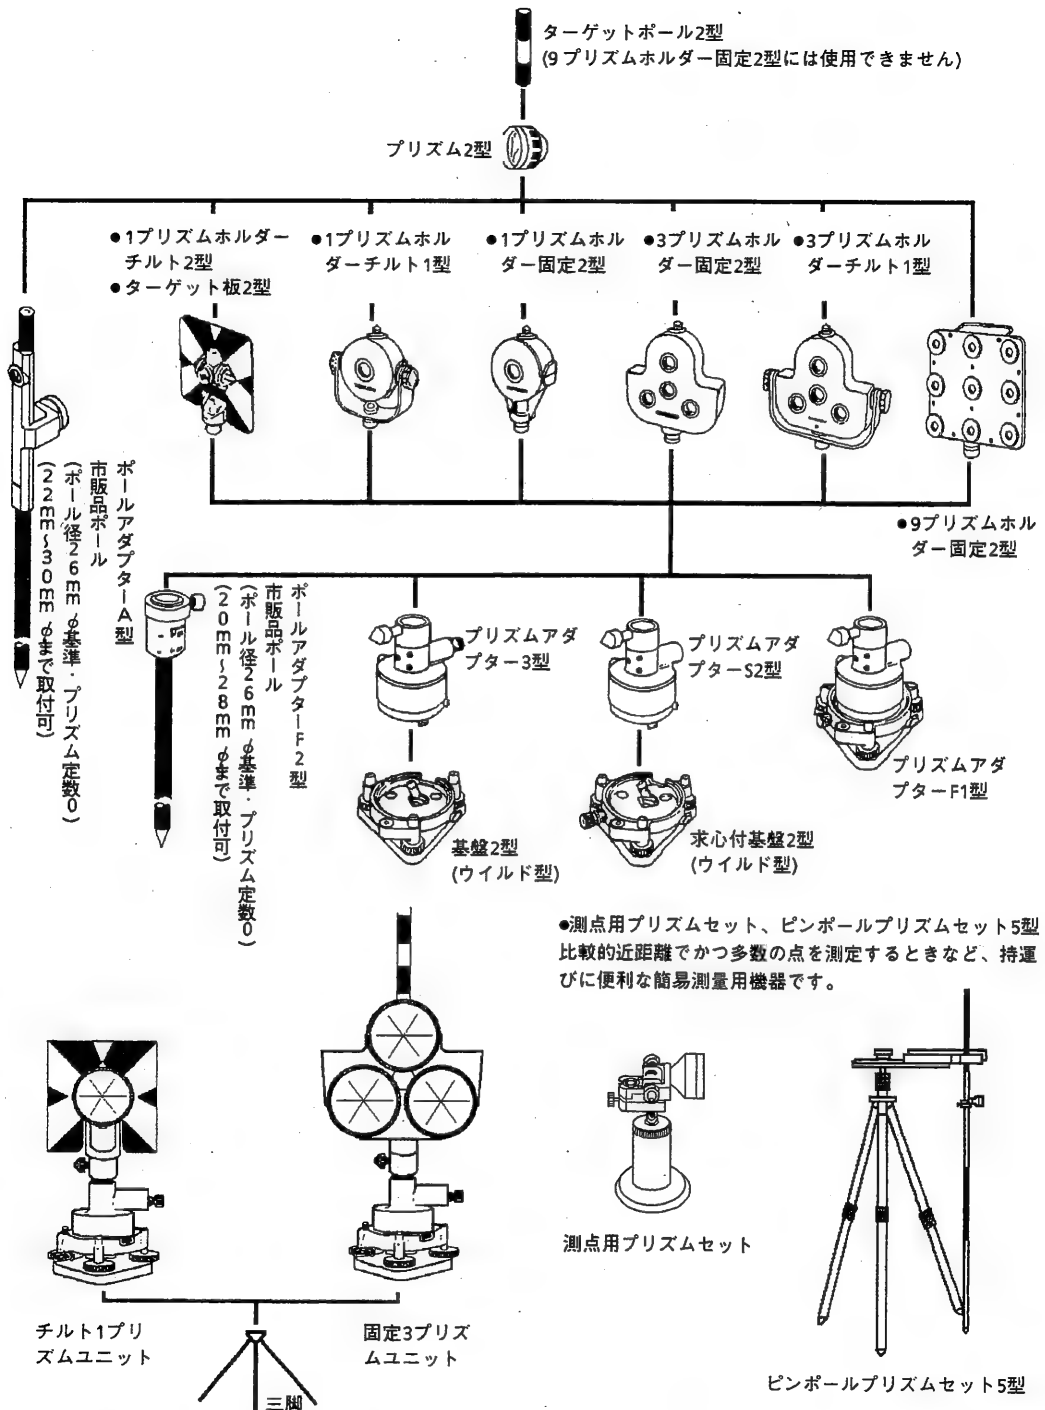 ターゲットポール2型
(9プリズムホルダー固定2型には使用できません)
プリズム2型
●1プリズムホルダー
チルト2型
●ターゲット板2型
●1プリズムホル
ダーチルト1型
●1プリズムホル
ダー固定2型
●3プリズムホル
ダー固定2型
●3プリズムホル
ダーチルト1型
●9プリズムホル
ダー固定2型
ポールアダプターA型
市販品ポール
(ポール径26mmφ基準・プリズム定数0)
(22mm~30mmφまで取付可)
ポールアダプターF2型
市販品ポール
(ポール径26mmφ基準・プリズム定数0)
(20mm~28mmφまで取付可)
プリズムアダ
プター3型
プリズムアダ
プターS2型
プリズムアダ
プターF1型
基盤2型
(ウイルド型)
求心付基盤2型
(ウイルド型)
●測点用プリズムセット、ピンポールプリズムセット5型
比較的近距離でかつ多数の点を測定するときなど、持運
びに便利な簡易測量用機器です。
測点用プリズムセット
チルト1プリ
ズムユニット
固定3プリズ
ムユニット
三脚
ピンポールプリズムセット5型